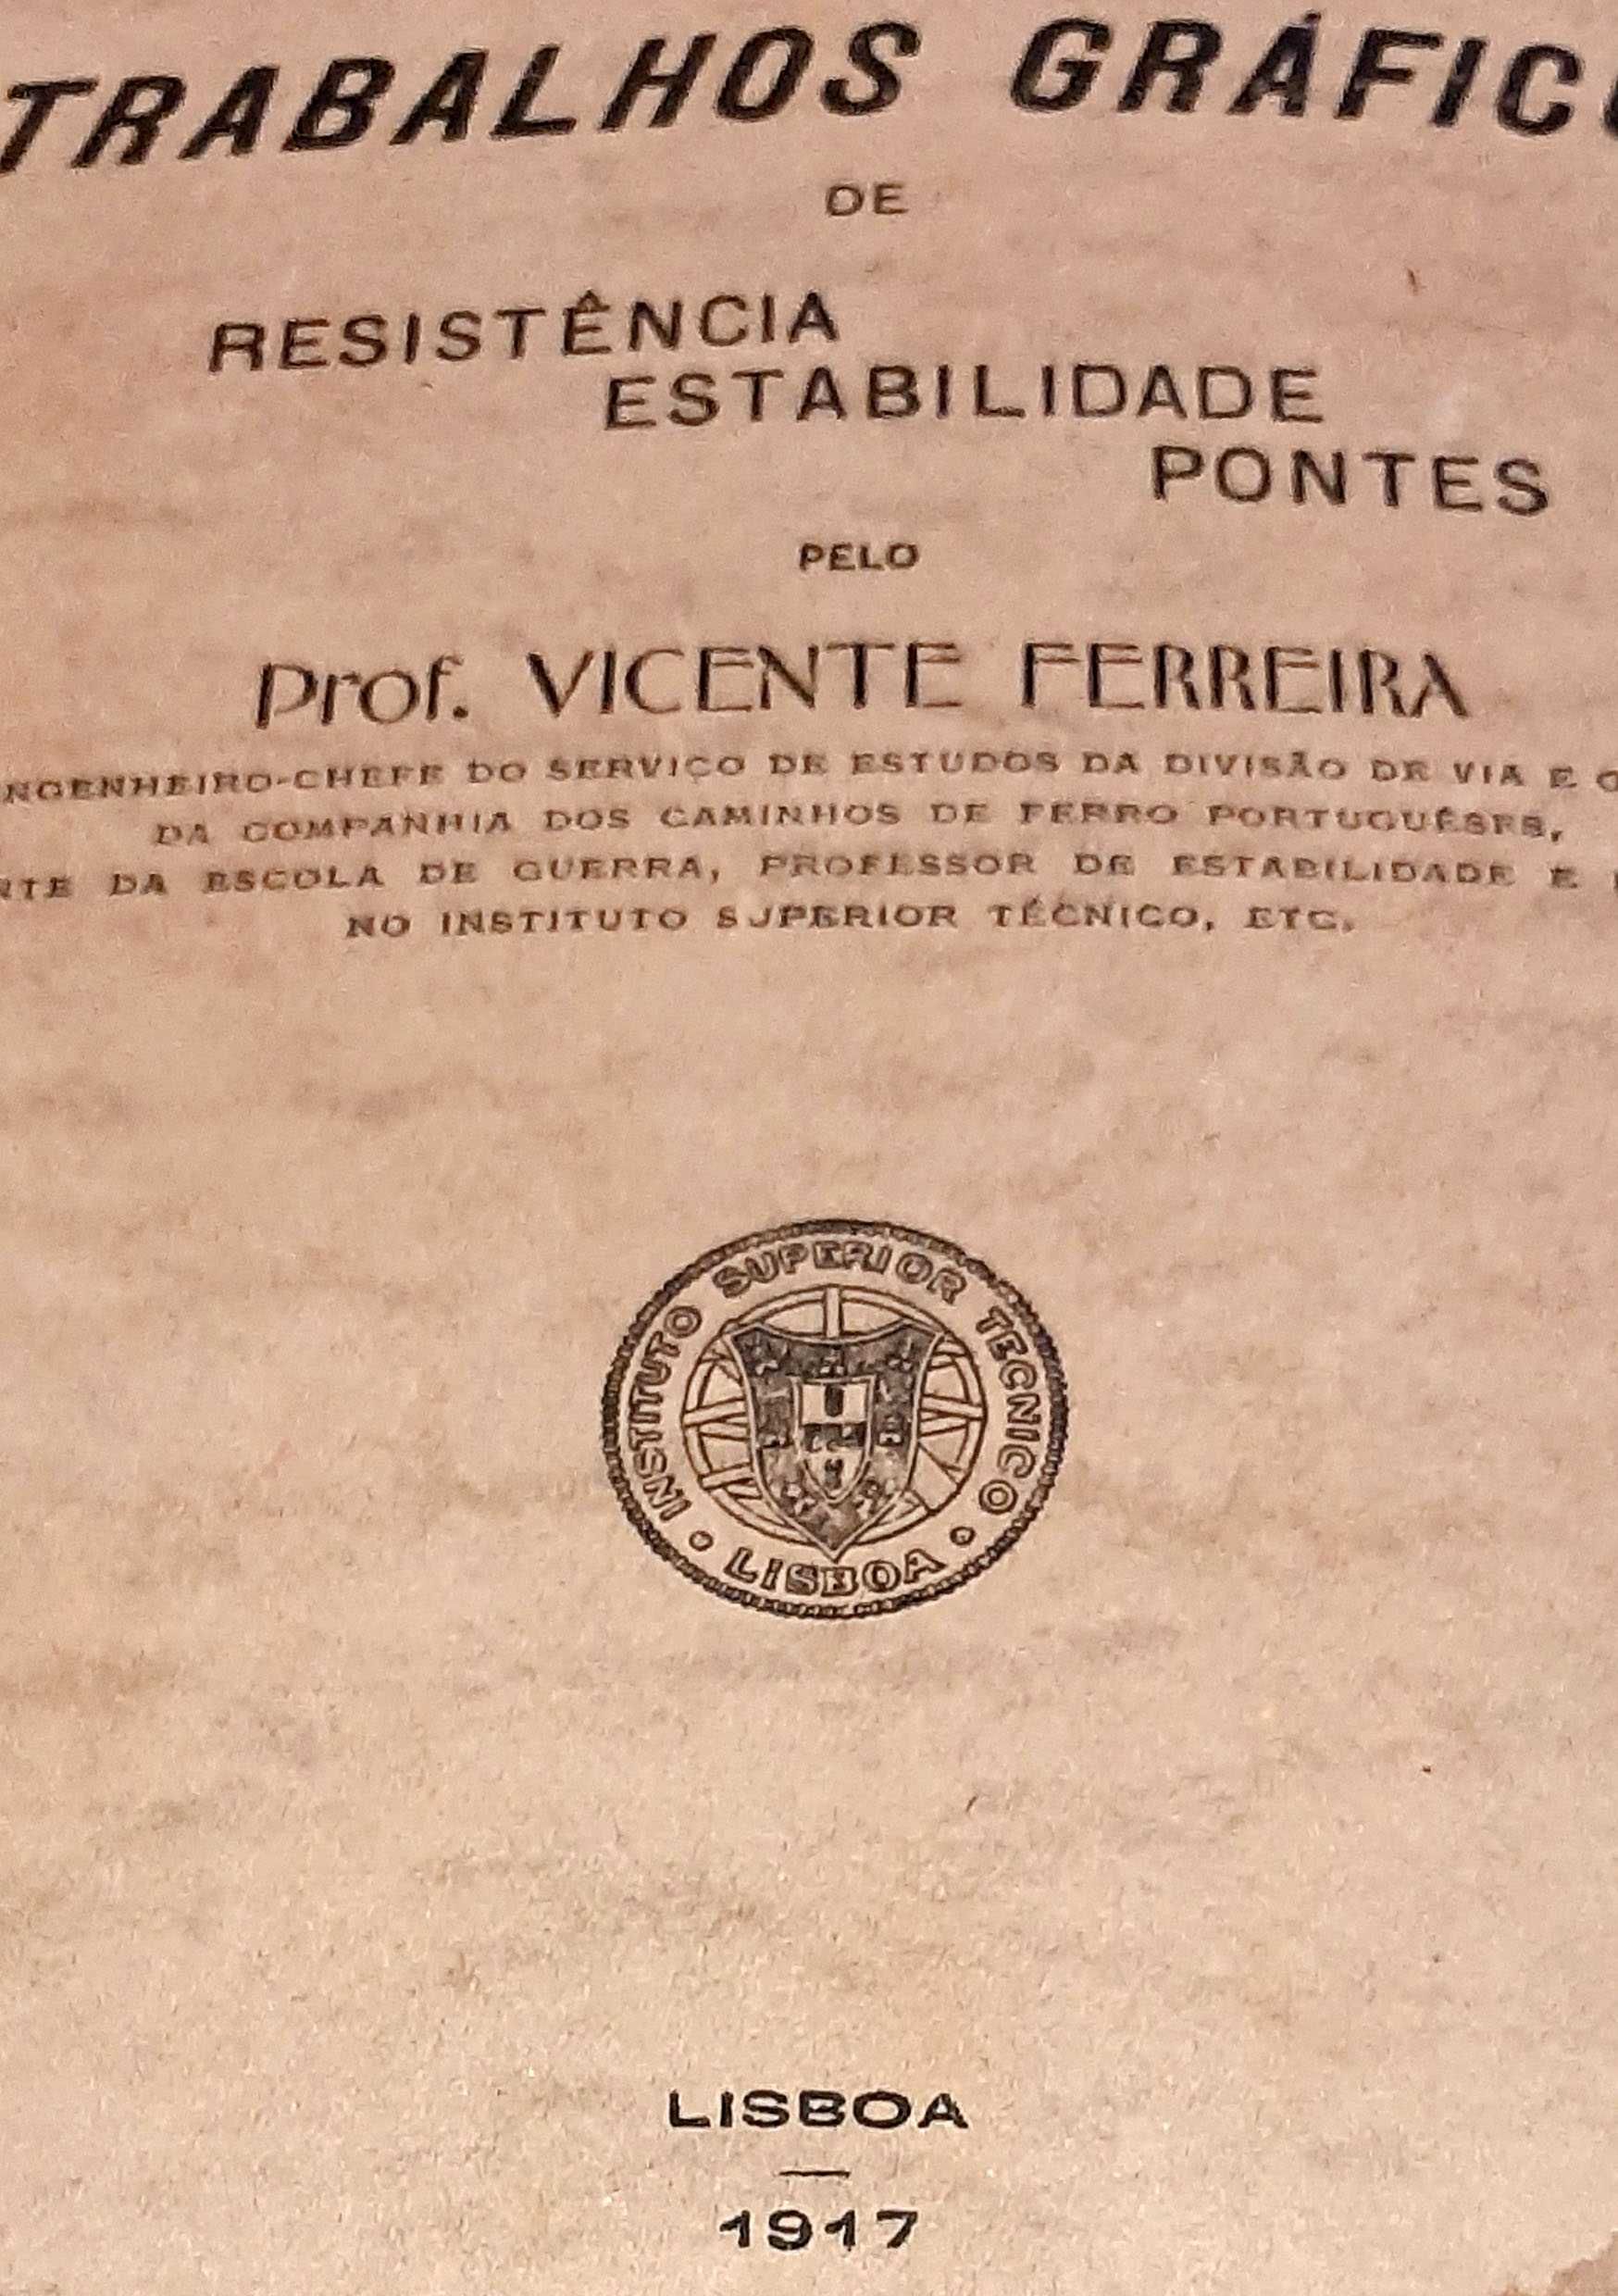 TRABALHOS GRÁFICO
DE
RESISTÊNCIA
ESTABILIDADE
PONTES
PELO
Prof. VICENTE FERREIRA
NGENHEIRO-CHEFE DO SERVIÇO DE ESTUDOS DA DIVISÃO DE VIA E O
DA COMPANHIA DOS CAMINHOS DE FERRO PORTUGUÊSES,
RTE DA ESCOLA DE GUERRA, PROFESSOR DE ESTABILIDADE E
NO INSTITUTO SUPERIOR TÉCNICO, ETC.
INSTITUTO SUPERIOR TECNICO
• LISBOA •
LISBOA
1917